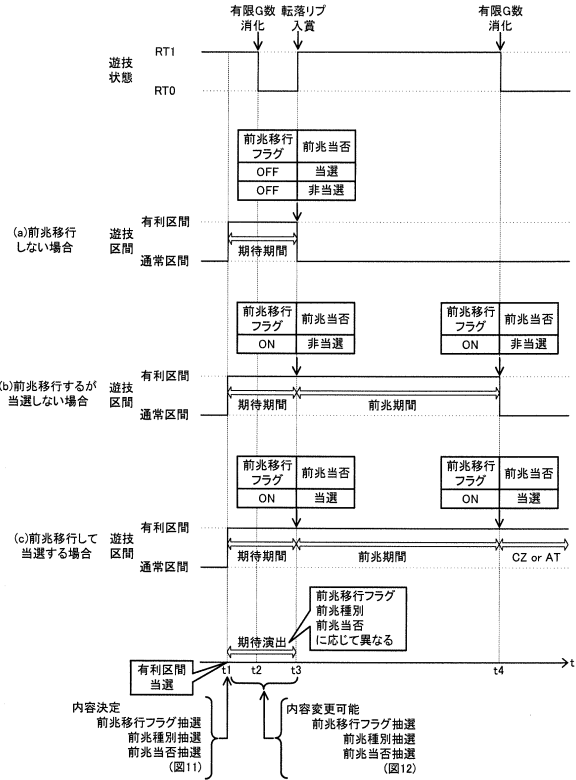 有限G数
消化
転落リプ
入賞
有限G数
消化
遊技
状態
RT1
RT0
前兆移行
フラグ
前兆当否
OFF
当選
OFF
非当選
(a)前兆移行
しない場合
遊技
区間
有利区間
通常区間
期待期間
前兆移行
フラグ
前兆当否
ON
非当選
前兆移行
フラグ
前兆当否
ON
非当選
(b)前兆移行するが
当選しない場合
遊技
区間
有利区間
通常区間
期待期間
前兆期間
前兆移行
フラグ
前兆当否
ON
当選
前兆移行
フラグ
前兆当否
ON
当選
(c)前兆移行して
当選する場合
遊技
区間
有利区間
通常区間
期待期間
前兆期間
CZ or AT
前兆移行フラグ
前兆種別
前兆当否
に応じて異なる
期待演出
有利区間
当選
t1
t2
t3
t4
t
内容決定
前兆移行フラグ抽選
前兆種別抽選
前兆当否抽選
(図11)
内容変更可能
前兆移行フラグ抽選
前兆種別抽選
前兆当否抽選
(図12)